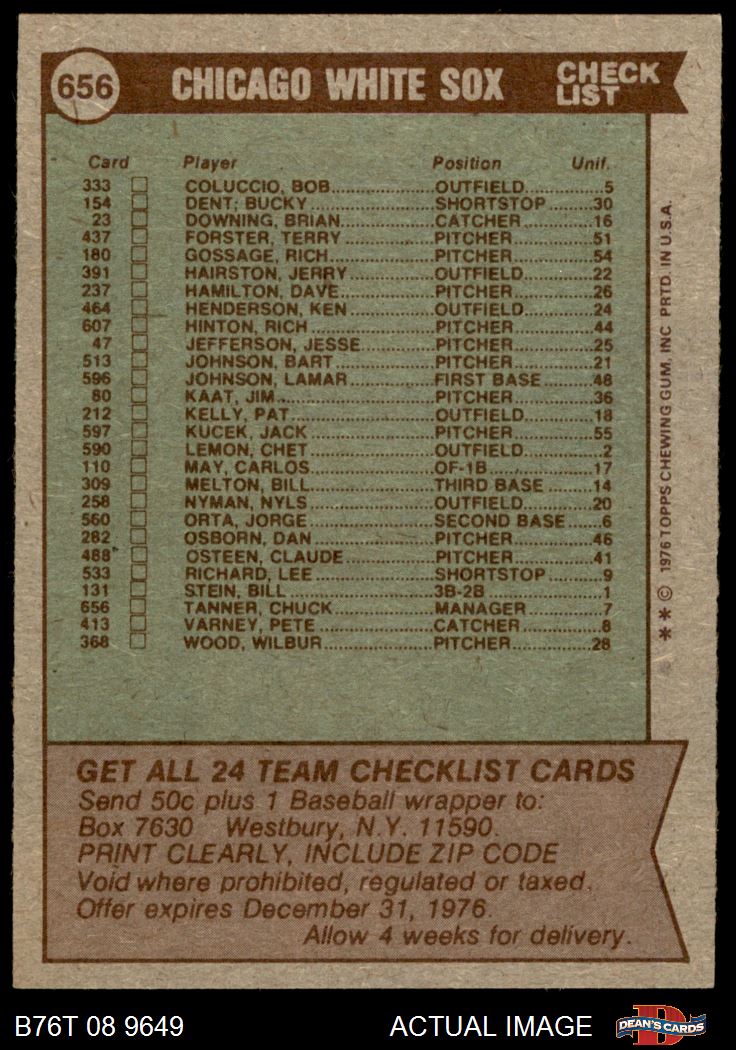 656 CHICAGO WHITE SOX CHECK LIST
Card Player Position Unif.
333 COLUCCIO, BOB OUTFIELD 5
154 DENT, BUCKY SHORTSTOP 30
23 DOWNING, BRIAN CATCHER 16
437 FORSTER, TERRY PITCHER 51
180 GOSSAGE, RICH PITCHER 54
391 HAIRSTON, JERRY OUTFIELD 22
237 HAMILTON, DAVE PITCHER 26
464 HENDERSON, KEN OUTFIELD 24
607 HINTON, RICH PITCHER 44
47 JEFFERSON, JESSE PITCHER 25
513 JOHNSON, BART PITCHER 21
596 JOHNSON, LAMAR FIRST BASE 48
80 KAAT, JIM PITCHER 36
212 KELLY, PAT OUTFIELD 18
597 KUCEK, JACK PITCHER 55
590 LEMON, CHET OUTFIELD 2
110 MAY, CARLOS OF-1B 17
309 MELTON, BILL THIRD BASE 14
258 NYMAN, NYLS OUTFIELD 20
560 ORTA, JORGE SECOND BASE 6
282 OSBORN, DAN PITCHER 46
488 OSTEEN, CLAUDE PITCHER 41
533 RICHARD, LEE SHORTSTOP 9
131 STEIN, BILL 3B-2B 1
656 TANNER, CHUCK MANAGER 7
413 VARNEY, PETE CATCHER 8
368 WOOD, WILBUR PITCHER 28
** © 1976 TOPPS CHEWING GUM, INC PRTD. IN U.S.A.
GET ALL 24 TEAM CHECKLIST CARDS
Send 50c plus 1 Baseball wrapper to:
Box 7630 Westbury, N.Y. 11590.
PRINT CLEARLY, INCLUDE ZIP CODE
Void where prohibited, regulated or taxed.
Offer expires December 31, 1976.
Allow 4 weeks for delivery.
B76T 08 9649 ACTUAL IMAGE D DEAN'S CARDS